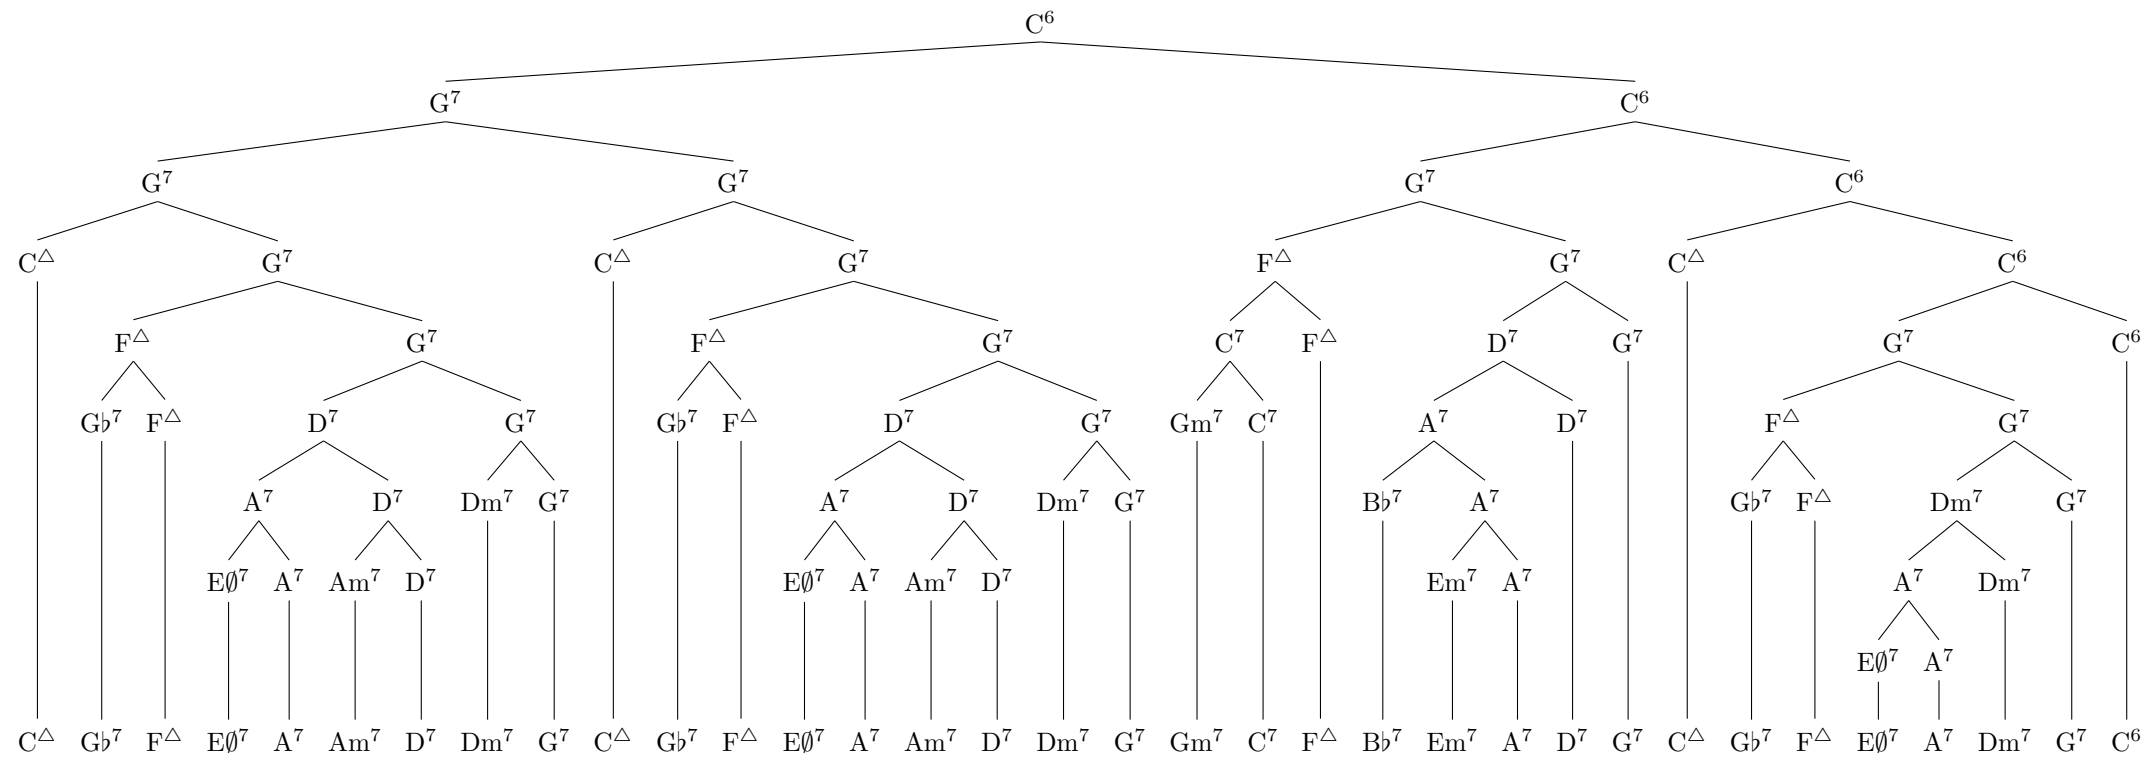 C⁶
G⁷ C⁶
G⁷ G⁷ G⁷ C⁶
C△ G⁷ C△ G⁷ F△ G⁷ C△ C⁶
F△ G⁷ F△ G⁷ C⁷ F△ D⁷ G⁷ G⁷ C⁶
G♭⁷ F△ D⁷ G⁷ G♭⁷ F△ D⁷ G⁷ Gm⁷ C⁷ A⁷ D⁷ F△ G⁷
A⁷ D⁷ Dm⁷ G⁷ A⁷ D⁷ Dm⁷ G⁷ B♭⁷ A⁷ G♭⁷ F△ Dm⁷ G⁷
E∅⁷ A⁷ Am⁷ D⁷ E∅⁷ A⁷ Am⁷ D⁷ Em⁷ A⁷ A⁷ Dm⁷
E∅⁷ A⁷
C△ G♭⁷ F△ E∅⁷ A⁷ Am⁷ D⁷ Dm⁷ G⁷ C△ G♭⁷ F△ E∅⁷ A⁷ Am⁷ D⁷ Dm⁷ G⁷ Gm⁷ C⁷ F△ B♭⁷ Em⁷ A⁷ D⁷ G⁷ C△ G♭⁷ F△ E∅⁷ A⁷ Dm⁷ G⁷ C⁶